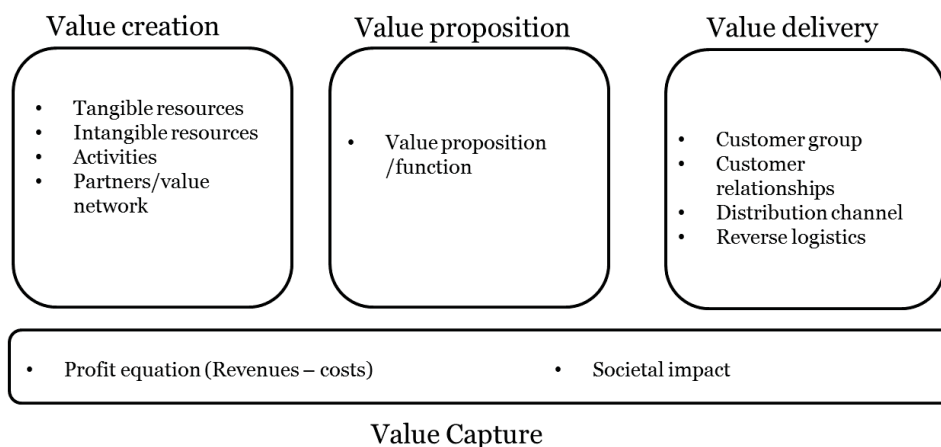 Value creation
• Tangible resources
• Intangible resources
• Activities
• Partners/value
network
Value proposition
• Value proposition
/function
Value delivery
• Customer group
• Customer
relationships
• Distribution channel
• Reverse logistics
• Profit equation (Revenues – costs)
• Societal impact
Value Capture